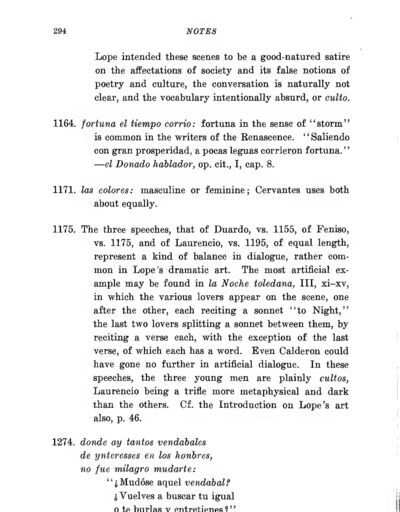 294 NOTES
Lope intended these scenes to be a good-natured satire
on the affectations of society and its false notions of
poetry and culture, the conversation is naturally not
clear, and the vocabulary intentionally absurd, or culto.
1164. fortuna el tiempo corrio: fortuna in the sense of "storm"
is common in the writers of the Renascence. "Saliendo
con gran prosperidad, a pocas leguas corrieron fortuna."
—el Donado hablador, op. cit., I, cap. 8.
1171. las colores: masculine or feminine; Cervantes uses both
about equally.
1175. The three speeches, that of Duardo, vs. 1155, of Feniso,
vs. 1175, and of Laurencio, vs. 1195, of equal length,
represent a kind of balance in dialogue, rather com-
mon in Lope's dramatic art. The most artificial ex-
ample may be found in la Noche toledana, III, xi-xv,
in which the various lovers appear on the scene, one
after the other, each reciting a sonnet "to Night,"
the last two lovers splitting a sonnet between them, by
reciting a verse each, with the exception of the last
verse, of which each has a word. Even Calderon could
have gone no further in artificial dialogue. In these
speeches, the three young men are plainly cultos,
Laurencio being a trifle more metaphysical and dark
than the others. Cf. the Introduction on Lope's art
also, p. 46.
1274. donde ay tantos vendabales
de ynteresses en los honbres,
no fue milagro mudarte:
"¿Mudóse aquel vendabal?
¿Vuelves a buscar tu igual
o te burlas y entretienes?"